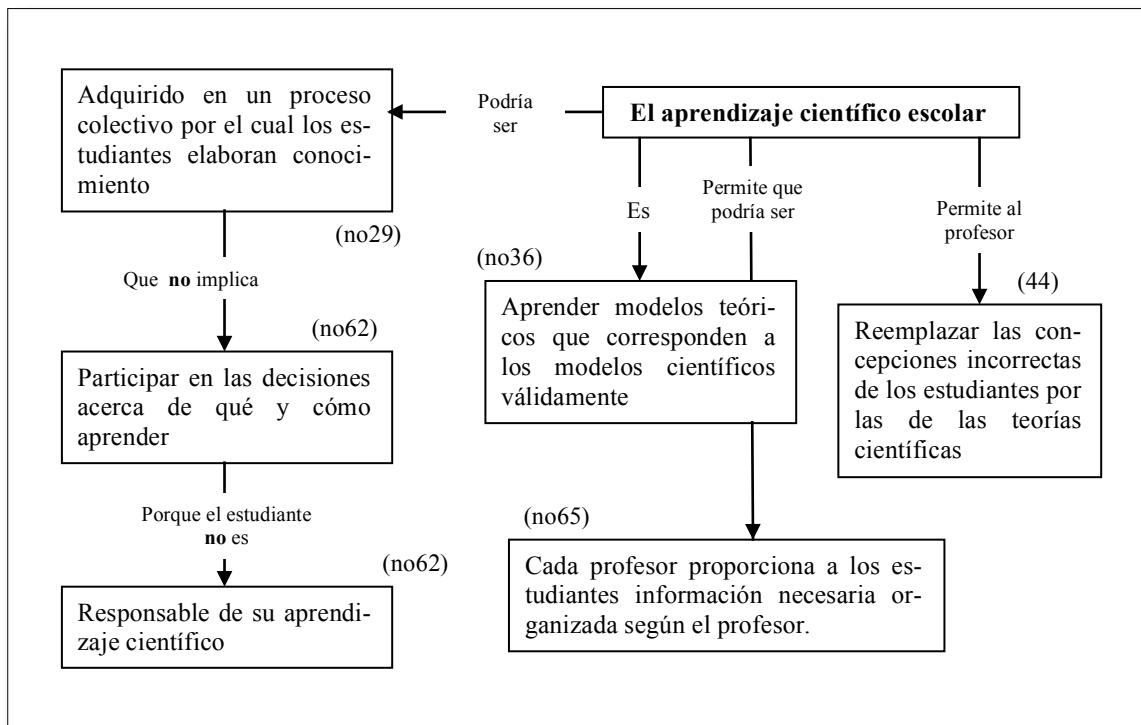 El aprendizaje científico escolar
Podría
ser
Adquirido en un proceso
colectivo por el cual los es-
tudiantes elaboran conoci-
miento
(no29)
Que no implica
(no62)
Participar en las decisiones
acerca de qué y cómo
aprender
Porque el estudiante
no es
(no62)
Responsable de su aprendi-
zaje científico
Es
(no36)
Aprender modelos teóri-
cos que corresponden a
los modelos científicos
válidamente
Permite que
podría ser
(no65)
Cada profesor proporciona a los es-
tudiantes información necesaria or-
ganizada según el profesor.
Permite al
profesor
(44)
Reemplazar las con-
cepciones incorrectas
de los estudiantes por
las de las teorías
científicas